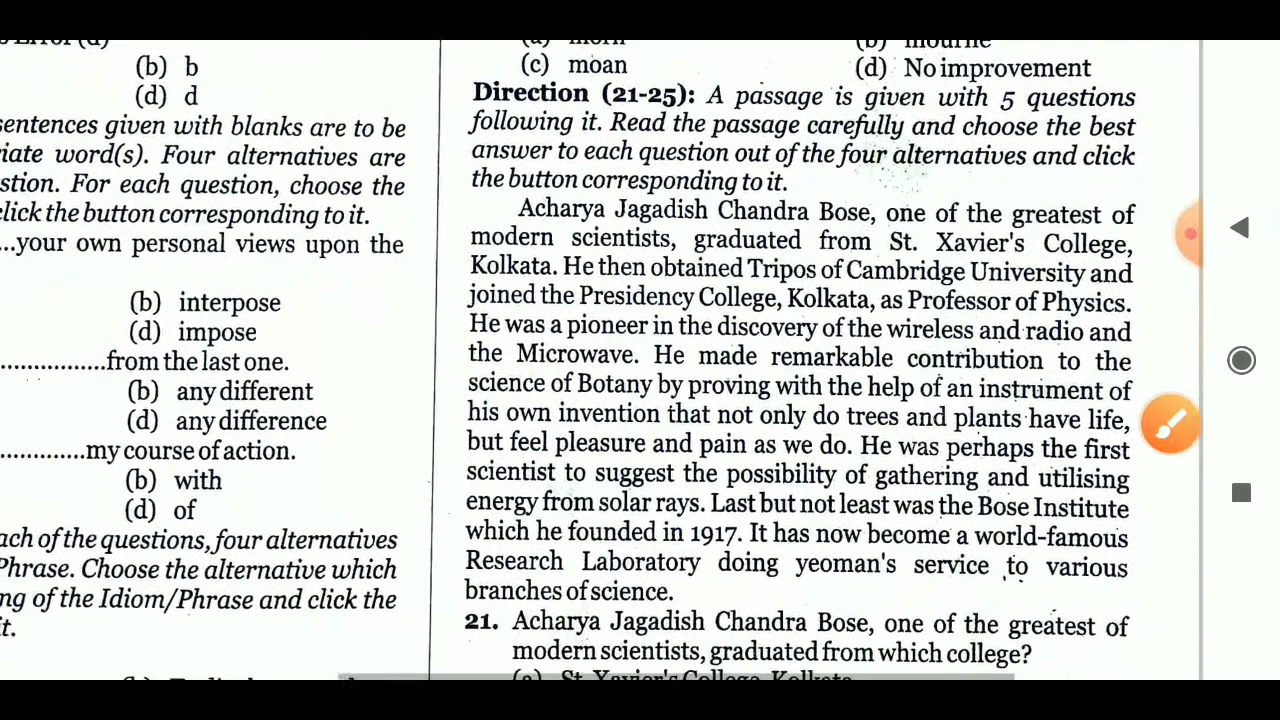 (b) b
(d) d
sentences given with blanks are to be
iate word(s). Four alternatives are
stion. For each question, choose the
click the button corresponding to it.
...your own personal views upon the
(b) interpose
(d) impose
.................from the last one.
(b) any different
(d) any difference
..............my course of action.
(b) with
(d) of
ach of the questions, four alternatives
Phrase. Choose the alternative which
ng of the Idiom/Phrase and click the
it.
(a) morn (b) mourne
(c) moan (d) No improvement
Direction (21-25): A passage is given with 5 questions
following it. Read the passage carefully and choose the best
answer to each question out of the four alternatives and click
the button corresponding to it.
Acharya Jagadish Chandra Bose, one of the greatest of
modern scientists, graduated from St. Xavier's College,
Kolkata. He then obtained Tripos of Cambridge University and
joined the Presidency College, Kolkata, as Professor of Physics.
He was a pioneer in the discovery of the wireless and radio and
the Microwave. He made remarkable contribution to the
science of Botany by proving with the help of an instrument of
his own invention that not only do trees and plants have life,
but feel pleasure and pain as we do. He was perhaps the first
scientist to suggest the possibility of gathering and utilising
energy from solar rays. Last but not least was the Bose Institute
which he founded in 1917. It has now become a world-famous
Research Laboratory doing yeoman's service to various
branches of science.
21. Acharya Jagadish Chandra Bose, one of the greatest of
modern scientists, graduated from which college?
(a) St. Xavier's College, Kolkata